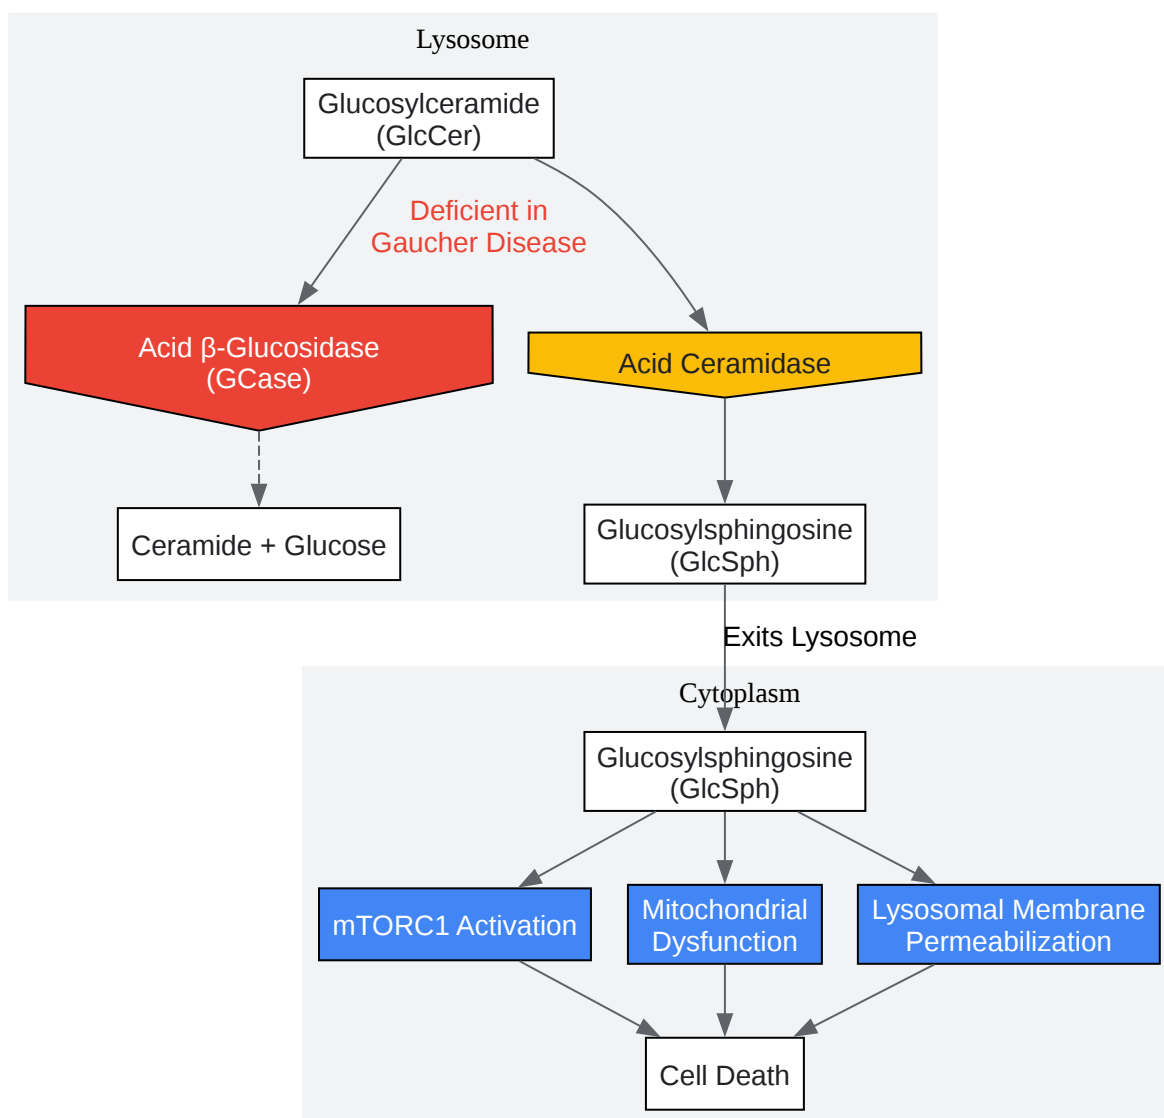 Lysosome
Glucosylceramide
(GlcCer)
Deficient in
Gaucher Disease
Acid β-Glucosidase
(GCase)
Acid Ceramidase
Ceramide + Glucose
Glucosylsphingosine
(GlcSph)
Exits Lysosome
Cytoplasm
Glucosylsphingosine
(GlcSph)
mTORC1 Activation
Mitochondrial
Dysfunction
Lysosomal Membrane
Permeabilization
Cell Death